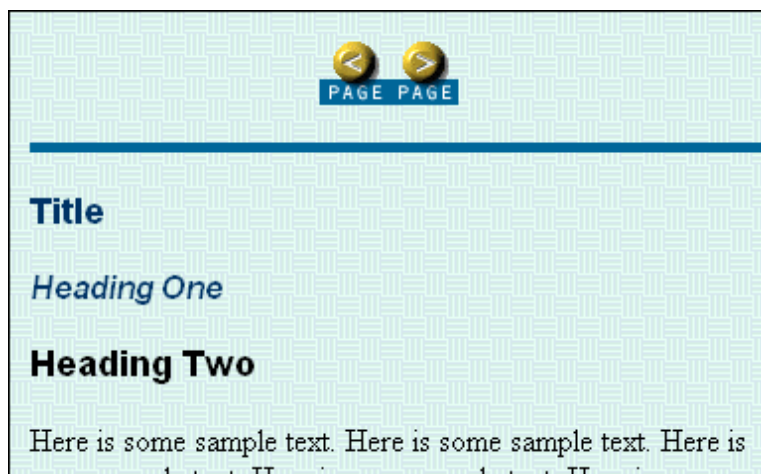 < >
PAGE PAGE
Title
Heading One
Heading Two
Here is some sample text. Here is some sample text. Here is